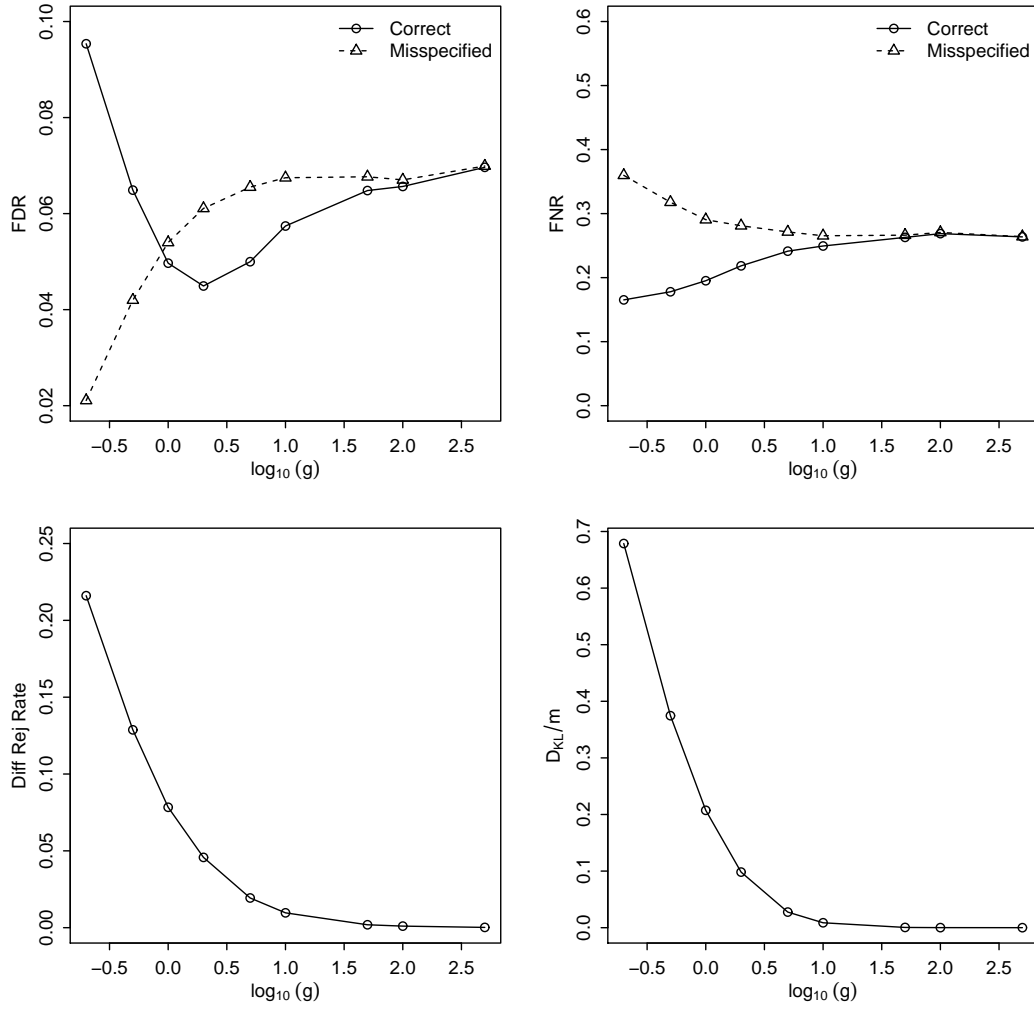 Correct
Misspecified
FDR
0.02 0.04 0.06 0.08 0.10
−0.5 0.0 0.5 1.0 1.5 2.0 2.5
log₁₀ (g)
Correct
Misspecified
FNR
0.0 0.1 0.2 0.3 0.4 0.5 0.6
−0.5 0.0 0.5 1.0 1.5 2.0 2.5
log₁₀ (g)
Diff Rej Rate
0.00 0.05 0.10 0.15 0.20 0.25
−0.5 0.0 0.5 1.0 1.5 2.0 2.5
log₁₀ (g)
D_KL/m
0.0 0.1 0.2 0.3 0.4 0.5 0.6 0.7
−0.5 0.0 0.5 1.0 1.5 2.0 2.5
log₁₀ (g)